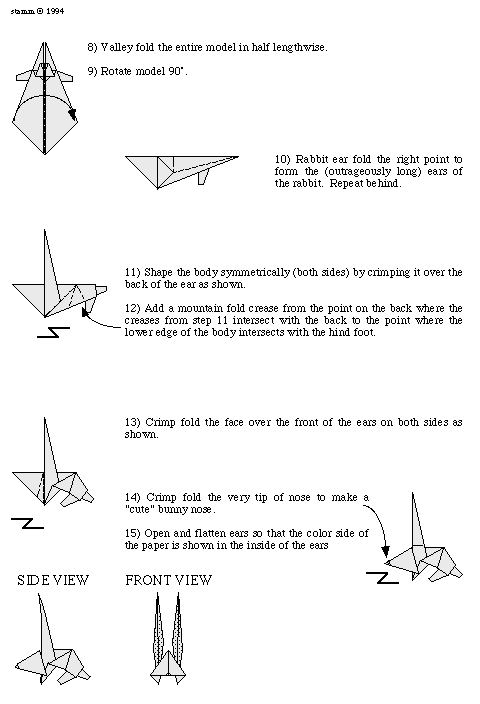 stamm © 1994
8) Valley fold the entire model in half lengthwise.
9) Rotate model 90°.
10) Rabbit ear fold the right point to
form the (outrageously long) ears of
the rabbit. Repeat behind.
11) Shape the body symmetrically (both sides) by crimping it over the
back of the ear as shown.
12) Add a mountain fold crease from the point on the back where the
creases from step 11 intersect with the back to the point where the
lower edge of the body intersects with the hind foot.
13) Crimp fold the face over the front of the ears on both sides as
shown.
14) Crimp fold the very tip of nose to make a
"cute" bunny nose.
15) Open and flatten ears so that the color side of
the paper is shown in the inside of the ears
SIDE VIEW
FRONT VIEW